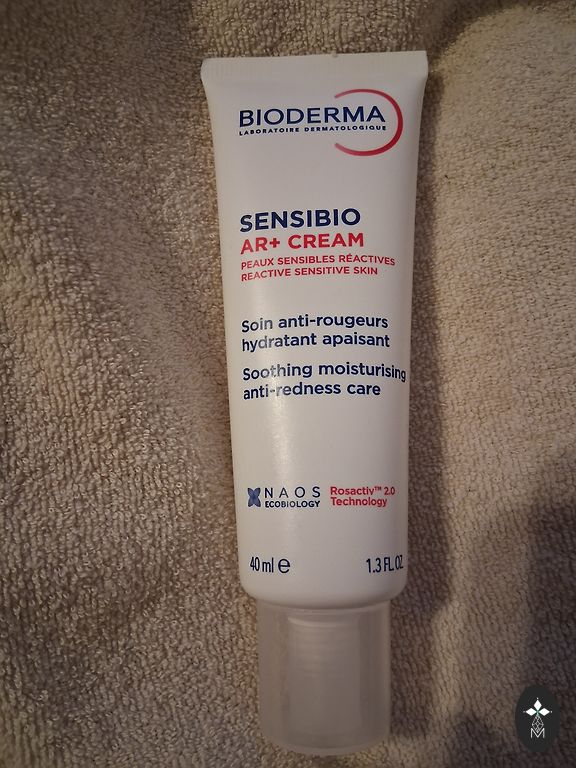 BIODERMA
LABORATOIRE DERMATOLOGIQUE
SENSIBIO
AR+ CREAM
PEAUX SENSIBLES RÉACTIVES
REACTIVE SENSITIVE SKIN
Soin anti-rougeurs
hydratant apaisant
Soothing moisturising
anti-redness care
NAOS
ECOBIOLOGY
Rosactiv™ 2.0
Technology
40 ml ℮
1.3 FL.OZ
M